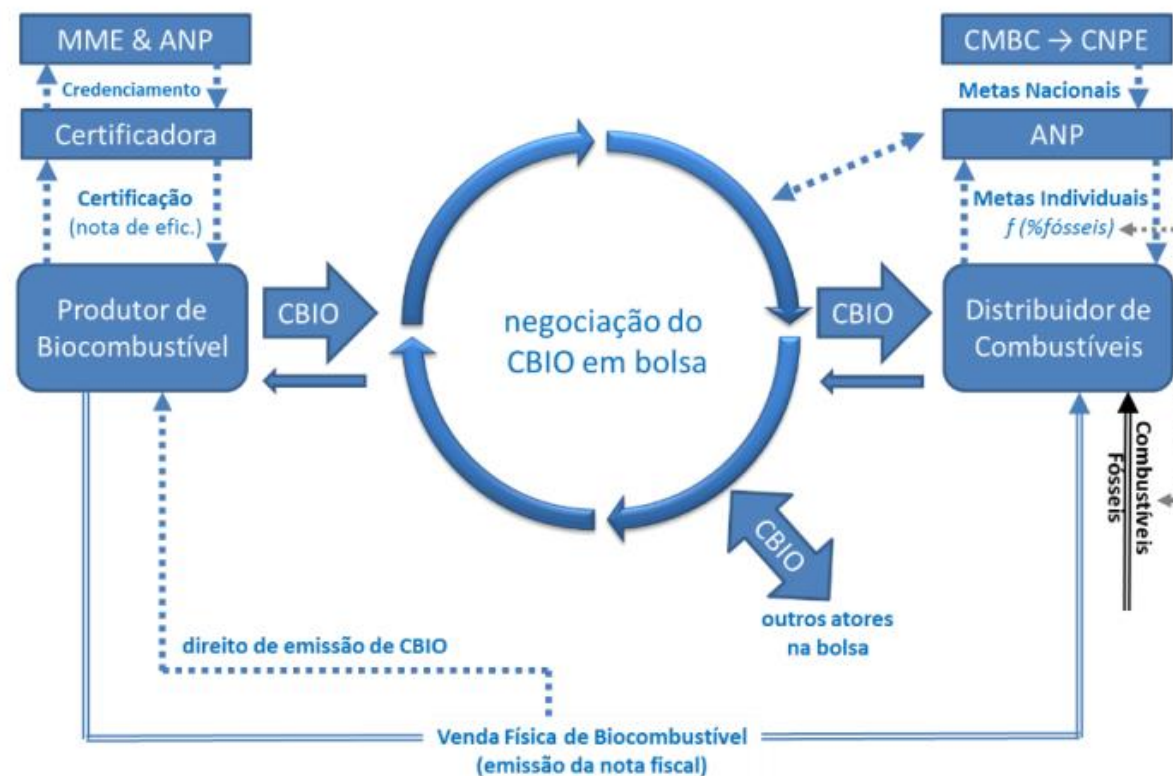 MME & ANP
Credenciamento
Certificadora
Certificação
(nota de efic.)
Produtor de
Biocombustível
CBIO
negociação do
CBIO em bolsa
CBIO
CMBC → CNPE
Metas Nacionais
ANP
Metas Individuais
f (%fósseis)
Distribuidor de
Combustíveis
Combustíveis
Fósseis
CBIO
outros atores
na bolsa
direito de emissão de CBIO
Venda Física de Biocombustível
(emissão da nota fiscal)